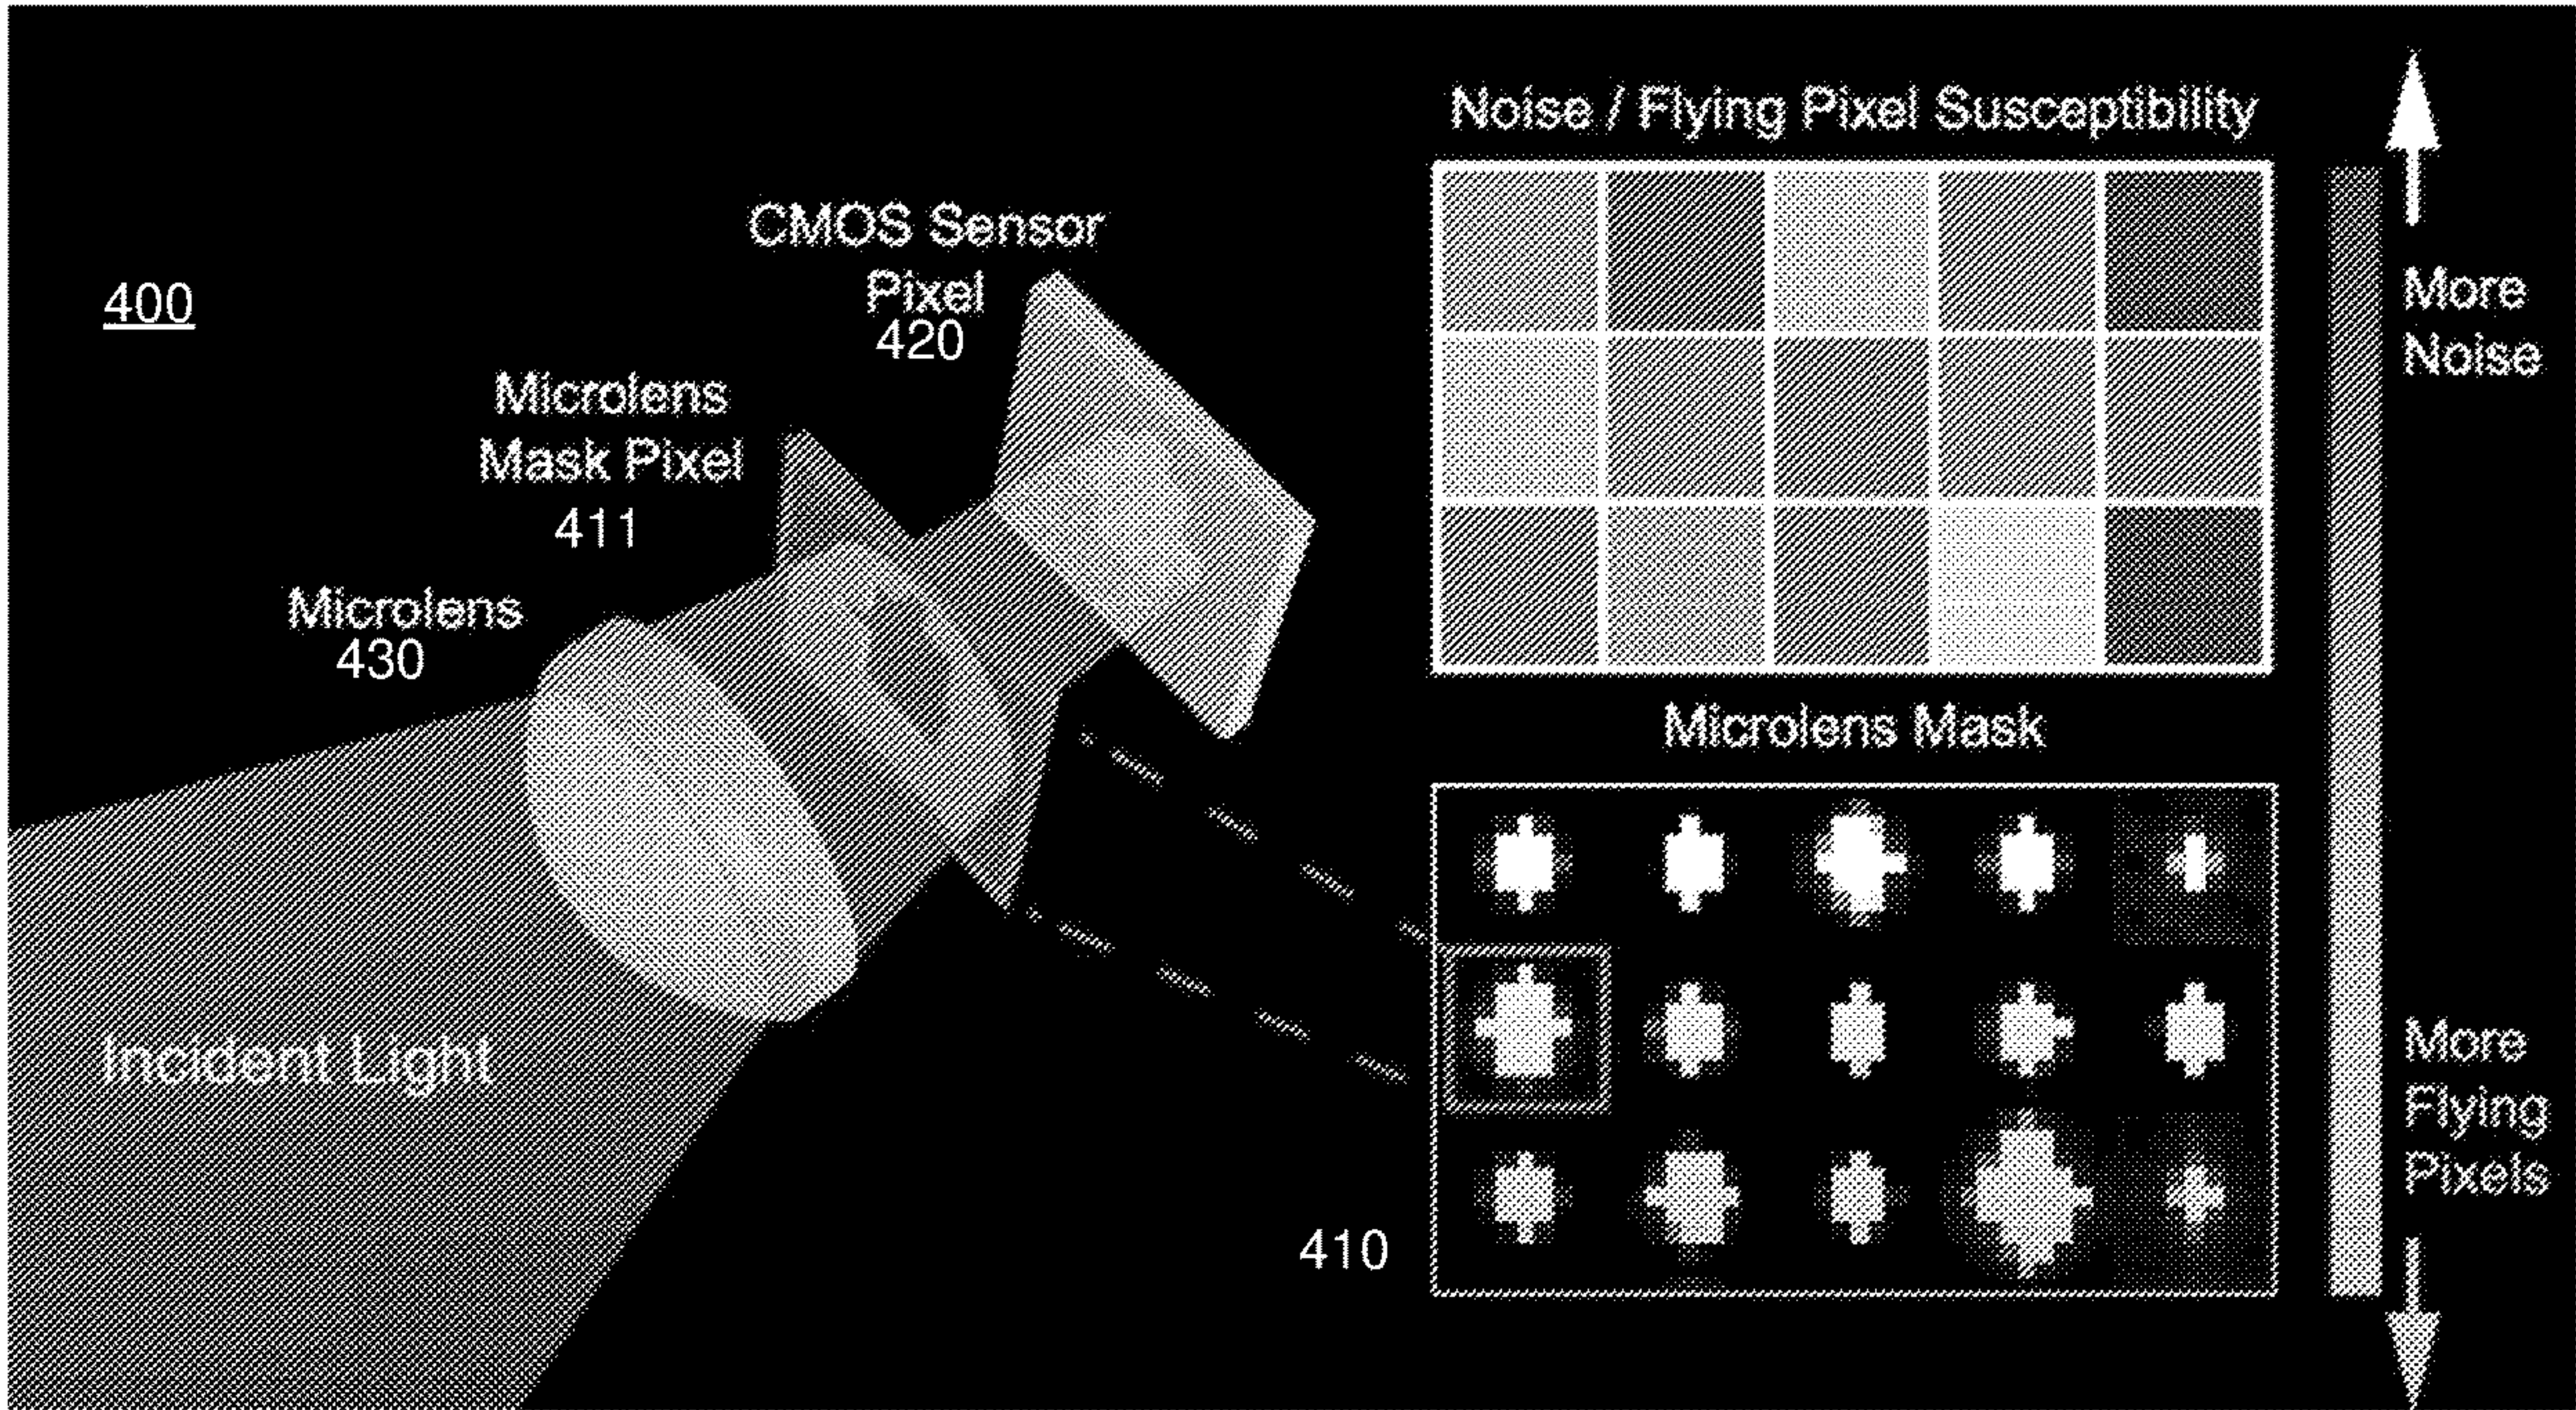 400
CMOS Sensor
Pixel
420
Microlens
Mask Pixel
411
Microlens
430
Incident Light
Noise / Flying Pixel Susceptibility
More
Noise
Microlens Mask
410
More
Flying
Pixels